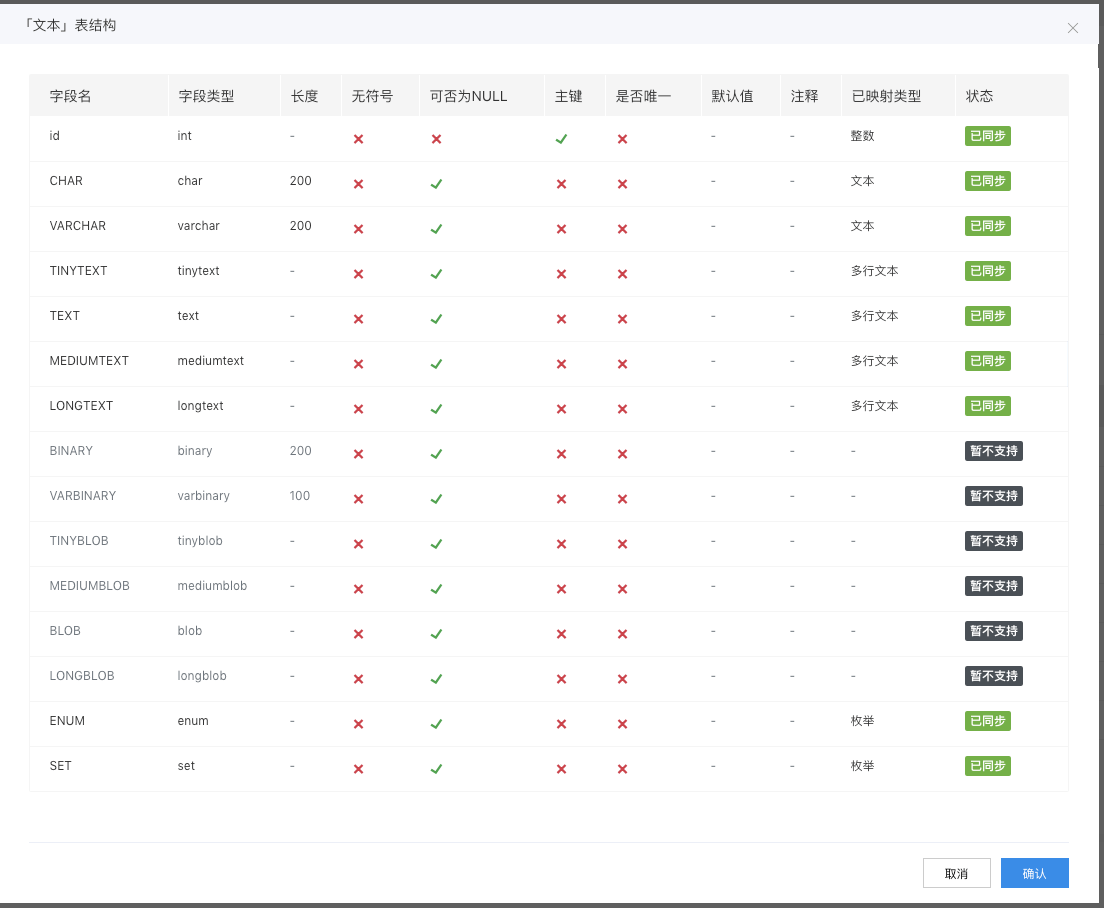 「文本」表结构
字段名 字段类型 长度 无符号 可否为NULL 主键 是否唯一 默认值 注释 已映射类型 状态
id int - - - 整数 已同步
CHAR char 200 - - 文本 已同步
VARCHAR varchar 200 - - 文本 已同步
TINYTEXT tinytext - - - 多行文本 已同步
TEXT text - - - 多行文本 已同步
MEDIUMTEXT mediumtext - - - 多行文本 已同步
LONGTEXT longtext - - - 多行文本 已同步
BINARY binary 200 - - - 暂不支持
VARBINARY varbinary 100 - - - 暂不支持
TINYBLOB tinyblob - - - - 暂不支持
MEDIUMBLOB mediumblob - - - - 暂不支持
BLOB blob - - - - 暂不支持
LONGBLOB longblob - - - - 暂不支持
ENUM enum - - - 枚举 已同步
SET set - - - 枚举 已同步
取消 确认